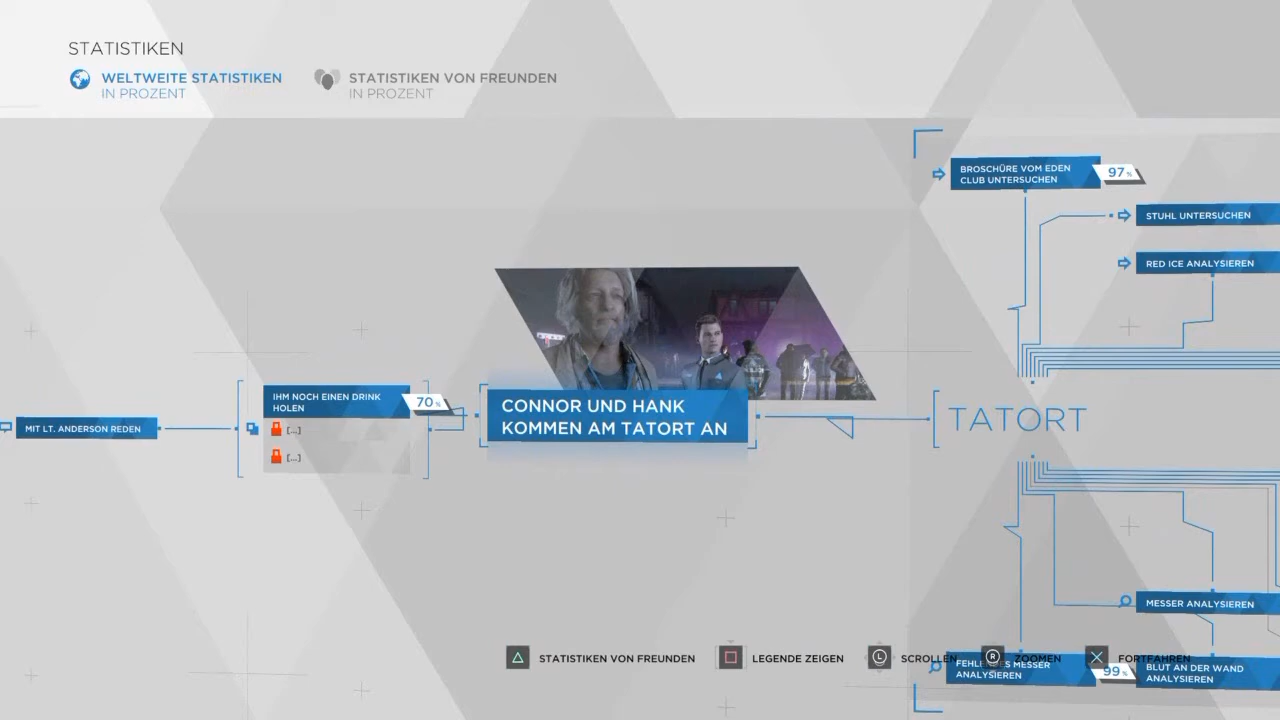 STATISTIKEN
WELTWEITE STATISTIKEN
IN PROZENT
STATISTIKEN VON FREUNDEN
IN PROZENT
BROSCHÜRE VOM EDEN
CLUB UNTERSUCHEN
97%
STUHL UNTERSUCHEN
RED ICE ANALYSIEREN
MIT LT. ANDERSON REDEN
IHM NOCH EINEN DRINK
HOLEN
70%
[...]
[...]
CONNOR UND HANK
KOMMEN AM TATORT AN
TATORT
MESSER ANALYSIEREN
ANALYSIEREN
99%
BLUT AN DER WAND
ANALYSIEREN
STATISTIKEN VON FREUNDEN
LEGENDE ZEIGEN
L
SCROLLEN
R
ZOOMEN
FORTFAHREN